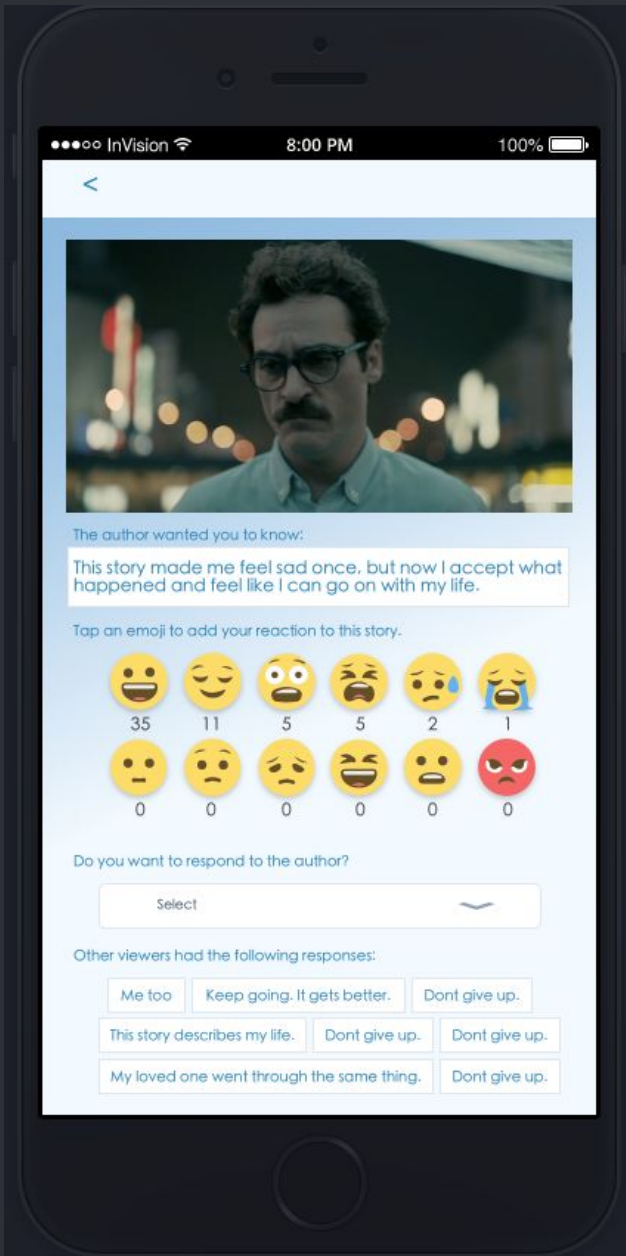 InVision 8:00 PM 100%
<
The author wanted you to know:
This story made me feel sad once, but now I accept what
happened and feel like I can go on with my life.
Tap an emoji to add your reaction to this story.
35 11 5 5 2 1
0 0 0 0 0 0
Do you want to respond to the author?
Select
Other viewers had the following responses:
Me too Keep going. It gets better. Dont give up.
This story describes my life. Dont give up. Dont give up.
My loved one went through the same thing. Dont give up.